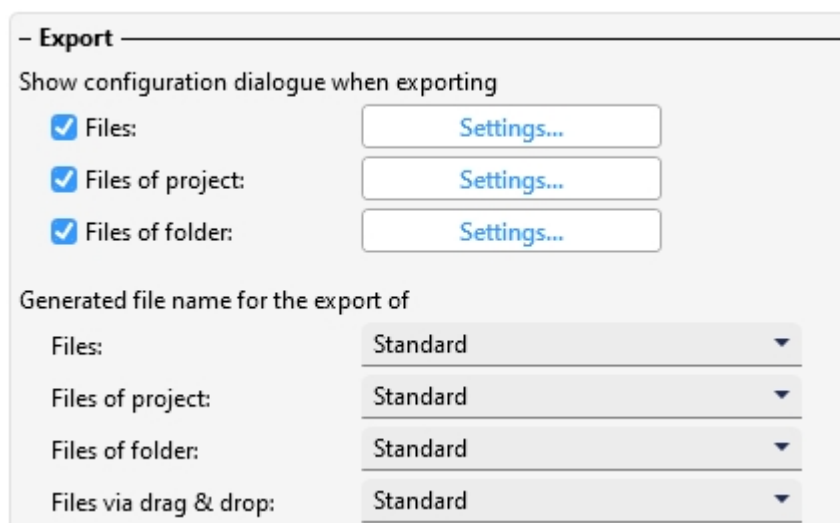 – Export
Show configuration dialogue when exporting
Files: Settings...
Files of project: Settings...
Files of folder: Settings...
Generated file name for the export of
Files: Standard
Files of project: Standard
Files of folder: Standard
Files via drag & drop: Standard